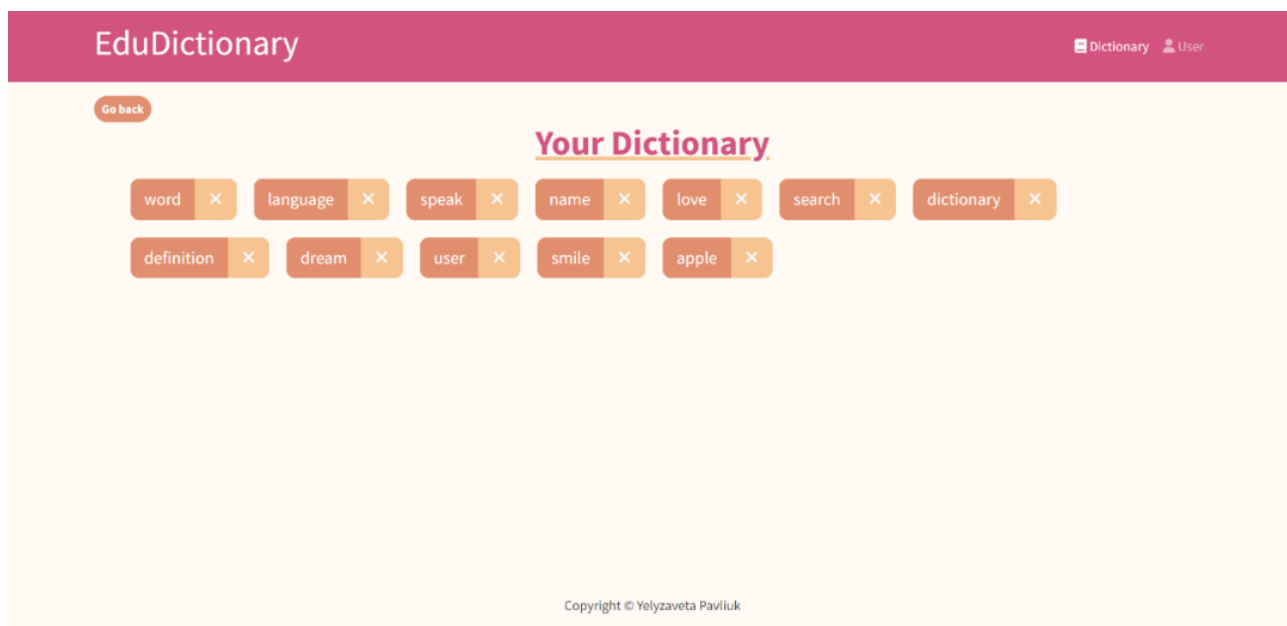 EduDictionary
Dictionary User
Go back
Your Dictionary
word × language × speak × name × love × search × dictionary ×
definition × dream × user × smile × apple ×
Copyright © Yelyzaveta Pavliuk